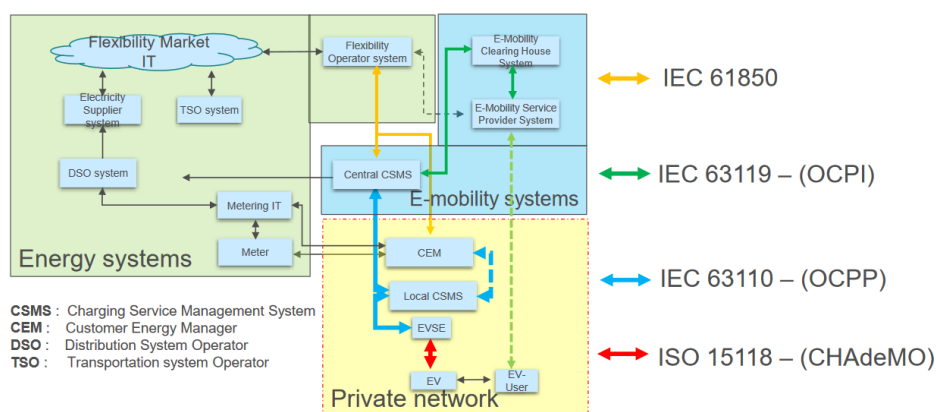 Flexibility Market
IT
Flexibility
Operator system
E-Mobility
Clearing House
System
IEC 61850
Electricity
Supplier
system
TSO system
E-Mobility Service
Provider System
DSO system
Central CSMS
IEC 63119 – (OCPI)
E-mobility systems
Metering IT
Meter
Energy systems
CEM
IEC 63110 – (OCPP)
Local CSMS
CSMS : Charging Service Management System
CEM : Customer Energy Manager
DSO : Distribution System Operator
TSO : Transportation system Operator
EVSE
ISO 15118 – (CHAdeMO)
EV
EV-
User
Private network